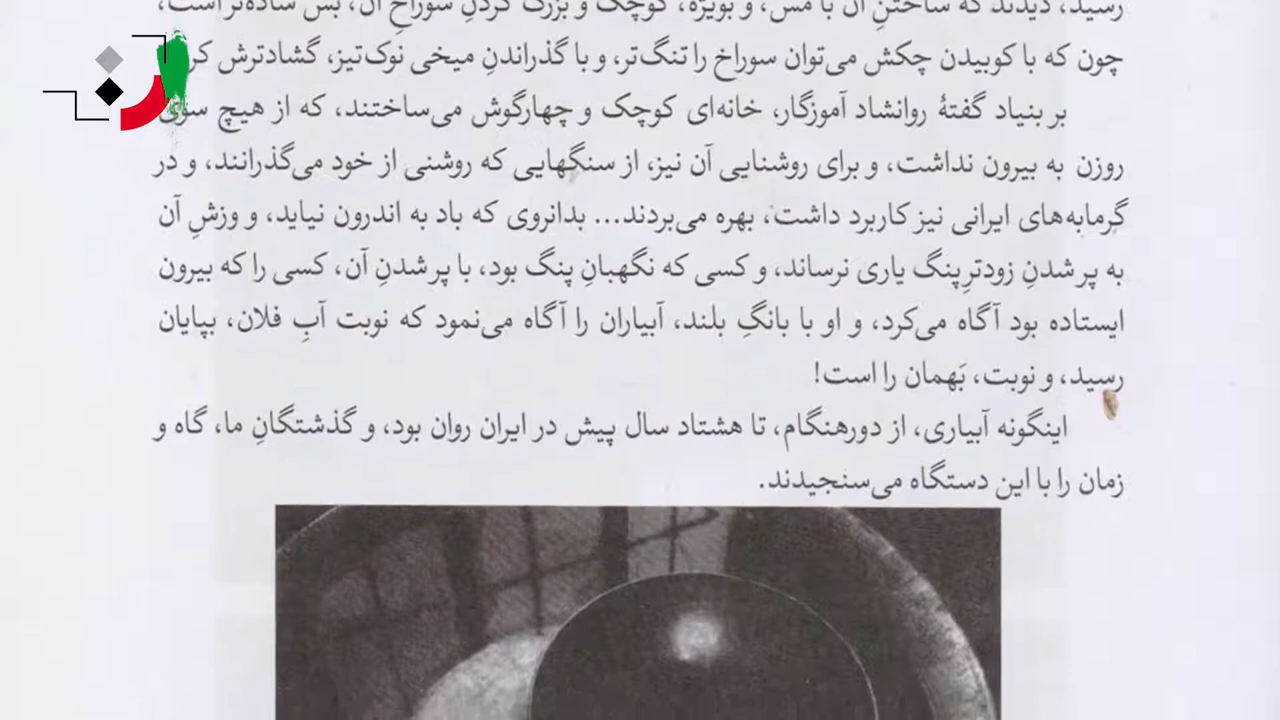 رسید، دیدند که ساختنِ آن با مس، و بویژه، کوچک و بزرگ کردنِ سوراخِ آن، بس ساده‌تر است،
چون که با کوبیدن چکش می‌توان سوراخ را تنگ‌تر، و با گذراندنِ میخی نوک‌تیز، گشادترش کر
بر بنیاد گفتهٔ روانشاد آموزگار، خانه‌ای کوچک و چهارگوش می‌ساختند، که از هیچ سوی
روزن به بیرون نداشت، و برای روشنایی آن نیز، از سنگهایی که روشنی از خود می‌گذرانند، و در
گرمابه‌های ایرانی نیز کاربرد داشت، بهره می‌بردند... بدانروی که باد به اندرون نیاید، و وزشِ آن
به پر شدنِ زودترِپنگ یاری نرساند، و کسی که نگهبانِ پنگ بود، با پر شدنِ آن، کسی را که بیرون
ایستاده بود آگاه می‌کرد، و او با بانگِ بلند، آبیاران را آگاه می‌نمود که نوبت آبِ فلان، بپایان
رسید، و نوبت، بَهمان را است!
اینگونه آبیاری، از دورهنگام، تا هشتاد سال پیش در ایران روان بود، و گذشتگانِ ما، گاه و
زمان را با این دستگاه می‌سنجیدند.